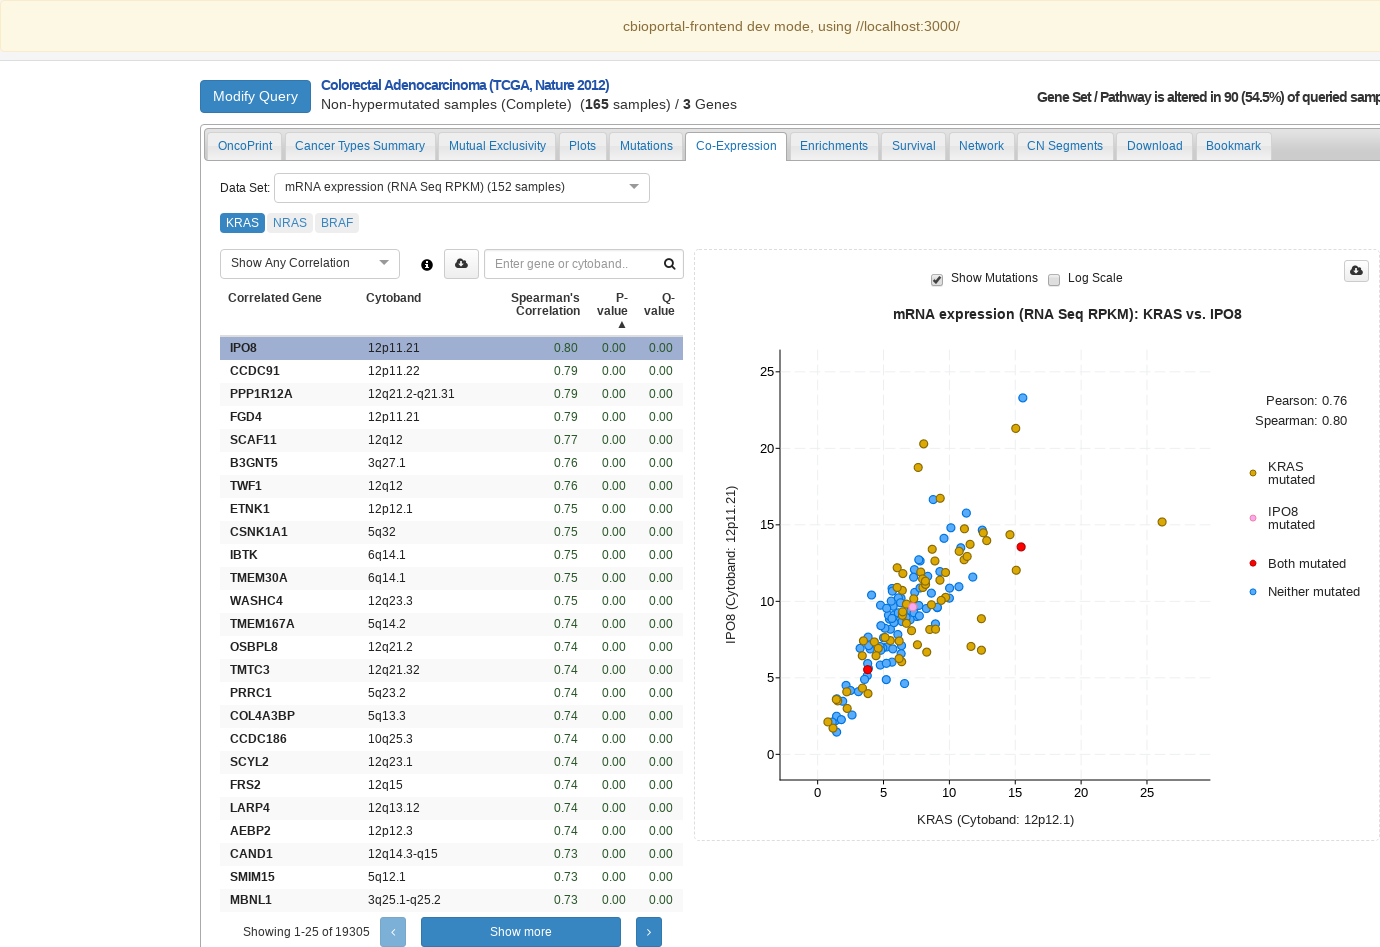 cbioportal-frontend dev mode, using //localhost:3000/
Modify Query
Colorectal Adenocarcinoma (TCGA, Nature 2012)
Non-hypermutated samples (Complete) (165 samples) / 3 Genes
Gene Set / Pathway is altered in 90 (54.5%) of queried samp
OncoPrint Cancer Types Summary Mutual Exclusivity Plots Mutations Co-Expression Enrichments Survival Network CN Segments Download Bookmark
Data Set: mRNA expression (RNA Seq RPKM) (152 samples)
KRAS NRAS BRAF
Show Any Correlation Enter gene or cytoband..
Correlated Gene Cytoband Spearman's Correlation P-value ▲ Q-value
IPO8 12p11.21 0.80 0.00 0.00
CCDC91 12p11.22 0.79 0.00 0.00
PPP1R12A 12q21.2-q21.31 0.79 0.00 0.00
FGD4 12p11.21 0.79 0.00 0.00
SCAF11 12q12 0.77 0.00 0.00
B3GNT5 3q27.1 0.76 0.00 0.00
TWF1 12q12 0.76 0.00 0.00
ETNK1 12p12.1 0.75 0.00 0.00
CSNK1A1 5q32 0.75 0.00 0.00
IBTK 6q14.1 0.75 0.00 0.00
TMEM30A 6q14.1 0.75 0.00 0.00
WASHC4 12q23.3 0.75 0.00 0.00
TMEM167A 5q14.2 0.74 0.00 0.00
OSBPL8 12q21.2 0.74 0.00 0.00
TMTC3 12q21.32 0.74 0.00 0.00
PRRC1 5q23.2 0.74 0.00 0.00
COL4A3BP 5q13.3 0.74 0.00 0.00
CCDC186 10q25.3 0.74 0.00 0.00
SCYL2 12q23.1 0.74 0.00 0.00
FRS2 12q15 0.74 0.00 0.00
LARP4 12q13.12 0.74 0.00 0.00
AEBP2 12p12.3 0.74 0.00 0.00
CAND1 12q14.3-q15 0.73 0.00 0.00
SMIM15 5q12.1 0.73 0.00 0.00
MBNL1 3q25.1-q25.2 0.73 0.00 0.00
Showing 1-25 of 19305 ‹ Show more ›
Show Mutations Log Scale
mRNA expression (RNA Seq RPKM): KRAS vs. IPO8
25
20
15
10
5
0
IPO8 (Cytoband: 12p11.21)
0 5 10 15 20 25
KRAS (Cytoband: 12p12.1)
Pearson: 0.76
Spearman: 0.80
KRAS
mutated
IPO8
mutated
Both mutated
Neither mutated